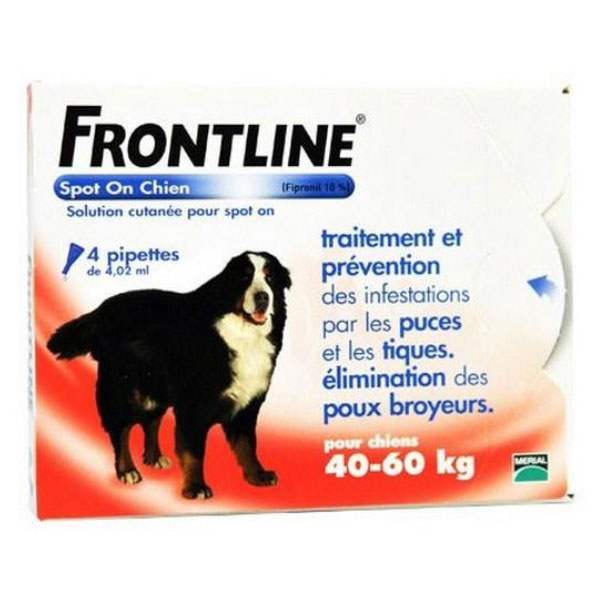 FRONTLINE®
Spot On Chien (Fipronil 10 %)
Solution cutanée pour spot on
4 pipettes
de 4,02 ml
traitement et
prévention
des infestations
par les puces
et les tiques.
élimination des
poux broyeurs.
pour chiens
40-60 kg
MERIAL
FRONTLINE